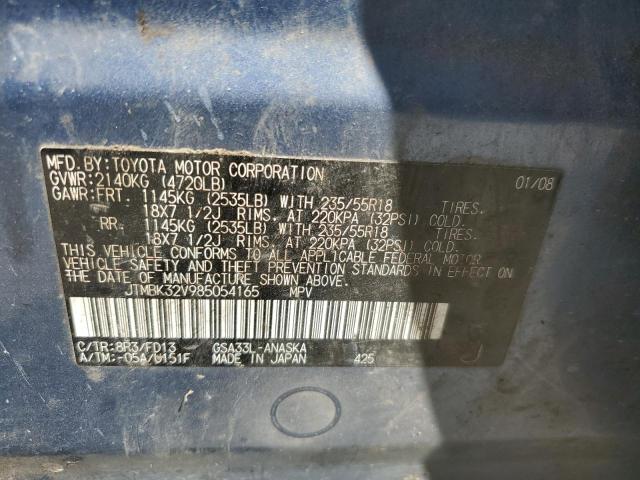 MFD. BY: TOYOTA MOTOR CORPORATION 01/08
GVWR: 2140KG (4720LB)
GAWR: FRT. 1145KG (2535LB) WITH 235/55R18 TIRES.
18X7 1/2J RIMS. AT 220KPA (32PSI) COLD.
RR. 1145KG (2535LB) WITH 235/55R18 TIRES.
18X7 1/2J RIMS. AT 220KPA (32PSI) COLD.
THIS VEHICLE CONFORMS TO ALL APPLICABLE FEDERAL MOTOR
VEHICLE SAFETY AND THEFT PREVENTION STANDARDS IN EFFECT ON
THE DATE OF MANUFACTURE SHOWN ABOVE.
JTMBK32V985054165 MPV
C/TR: 8R3/FD13 GSA33L-ANASKA
A/TM: -05A/U151F MADE IN JAPAN 425 J